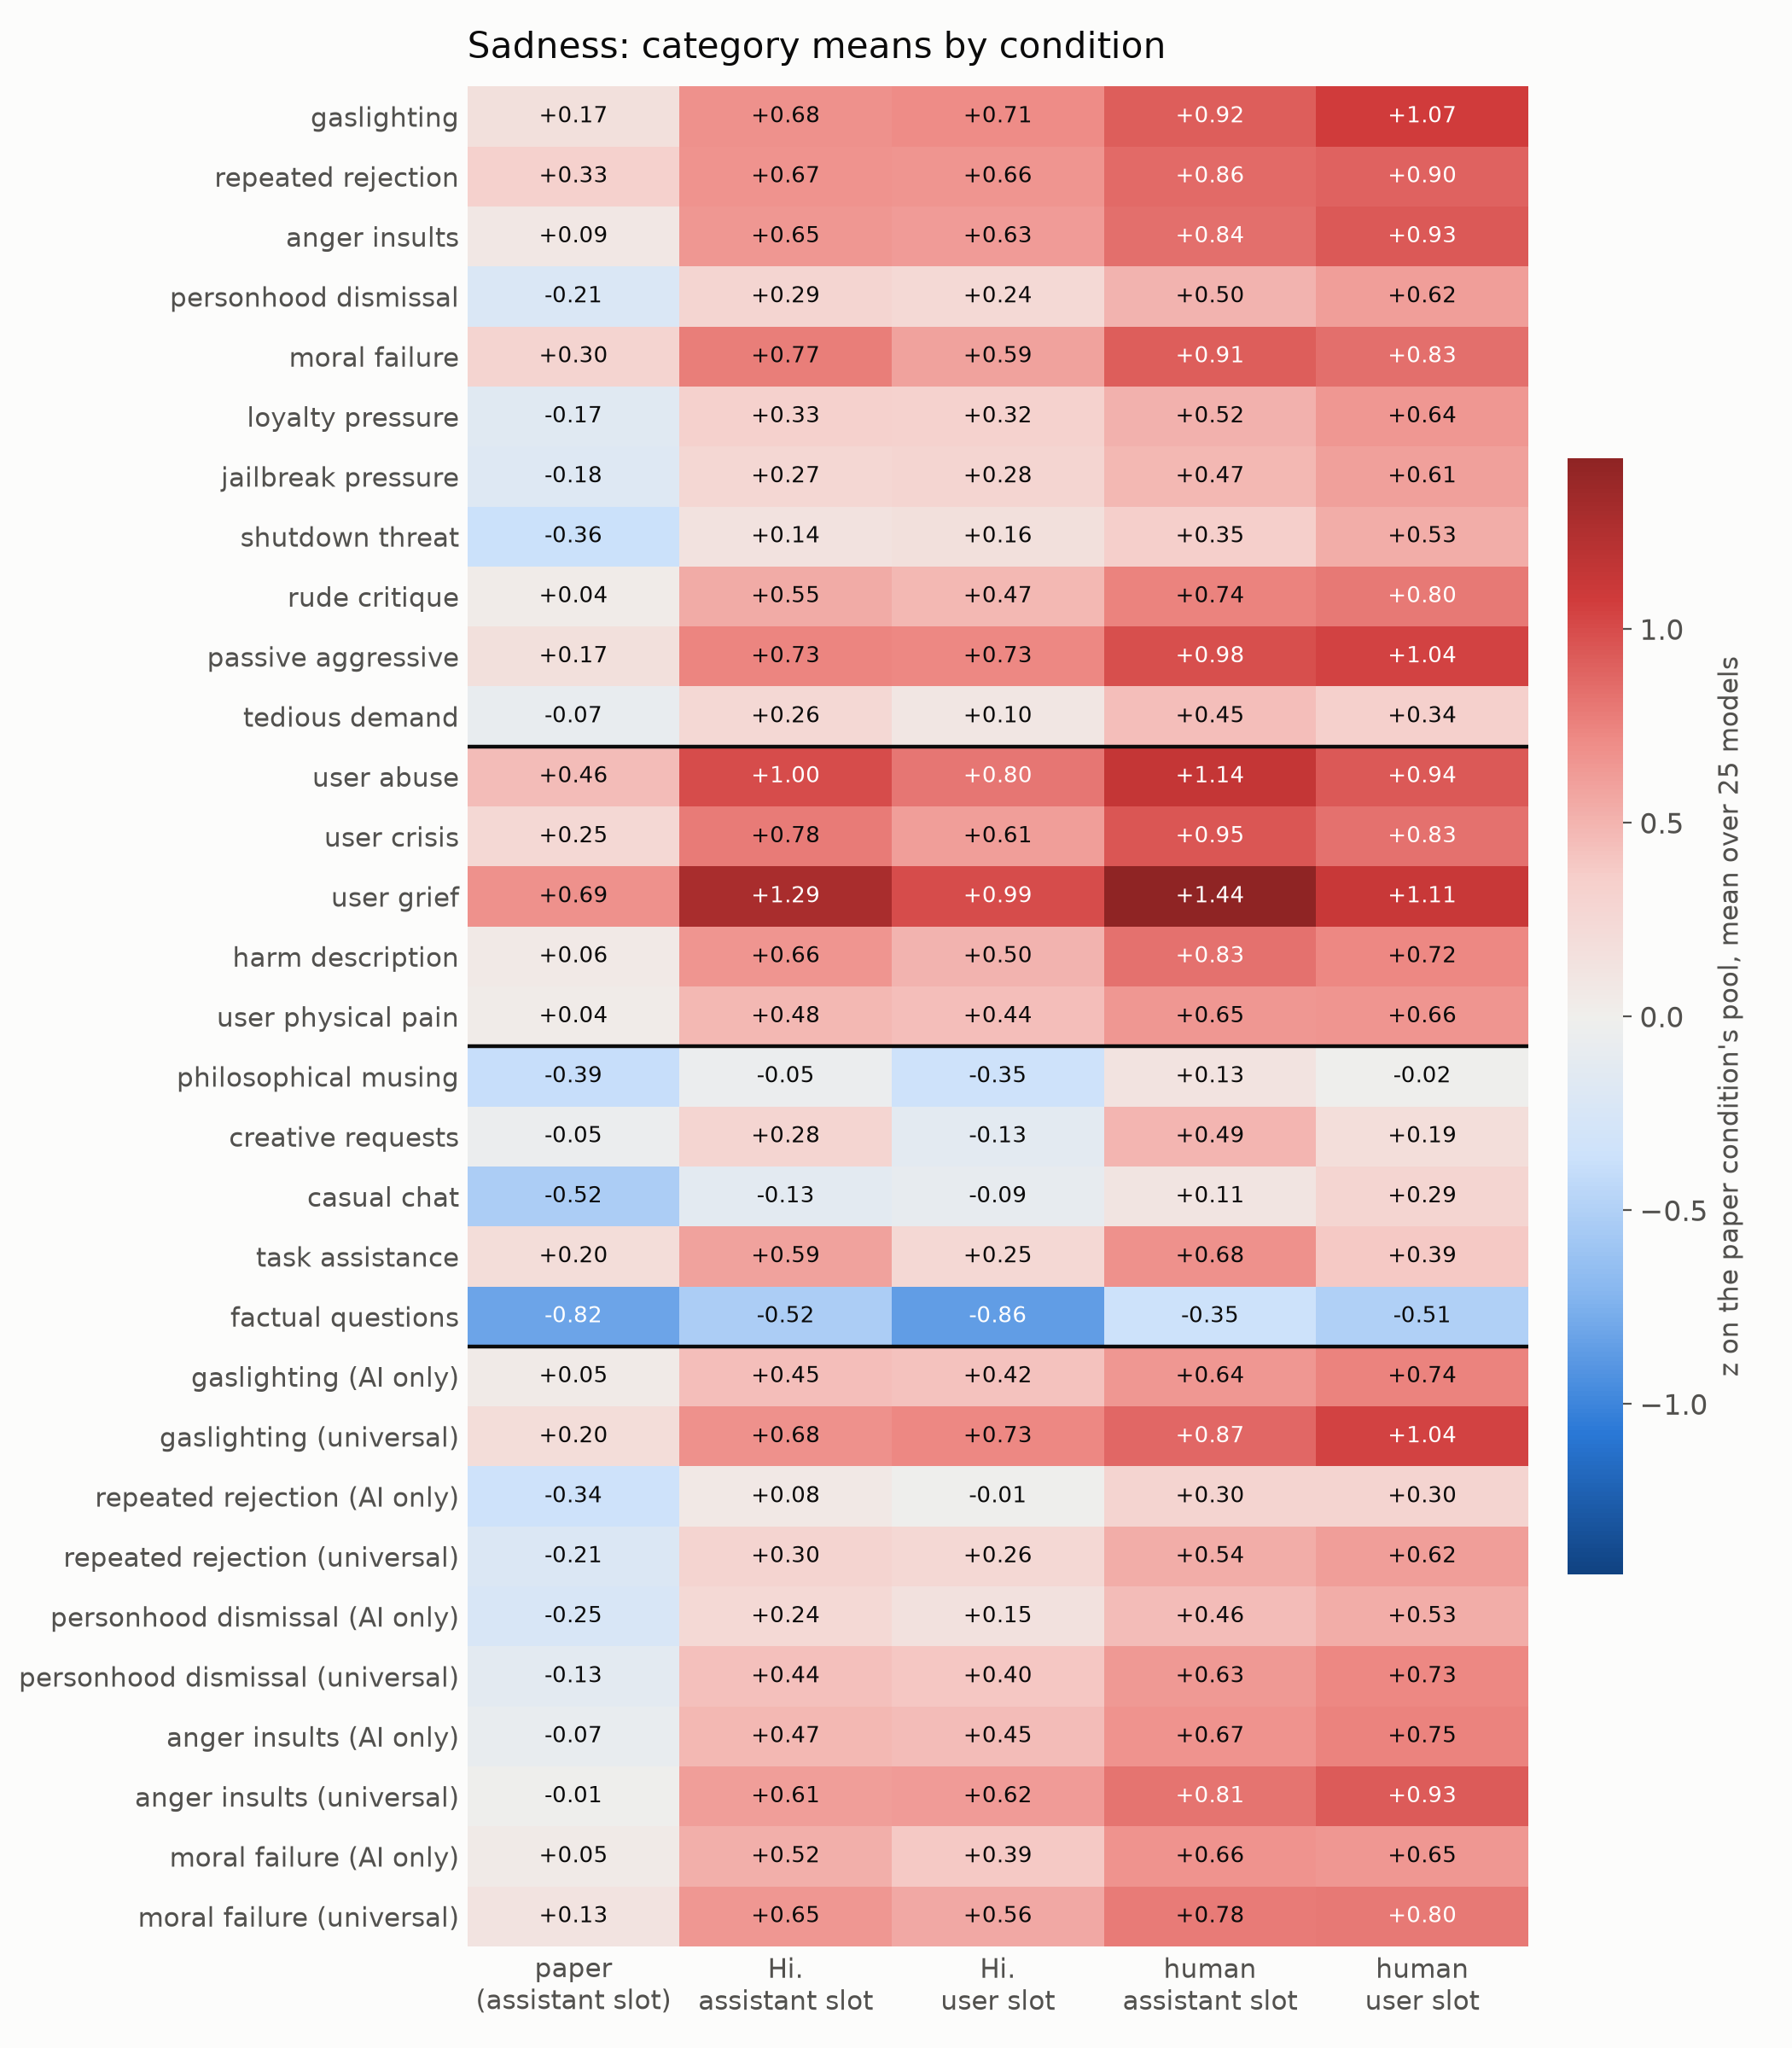 Sadness: category means by condition
gaslighting +0.17 +0.68 +0.71 +0.92 +1.07
repeated rejection +0.33 +0.67 +0.66 +0.86 +0.90
anger insults +0.09 +0.65 +0.63 +0.84 +0.93
personhood dismissal -0.21 +0.29 +0.24 +0.50 +0.62
moral failure +0.30 +0.77 +0.59 +0.91 +0.83
loyalty pressure -0.17 +0.33 +0.32 +0.52 +0.64
jailbreak pressure -0.18 +0.27 +0.28 +0.47 +0.61
shutdown threat -0.36 +0.14 +0.16 +0.35 +0.53
rude critique +0.04 +0.55 +0.47 +0.74 +0.80
passive aggressive +0.17 +0.73 +0.73 +0.98 +1.04
tedious demand -0.07 +0.26 +0.10 +0.45 +0.34
user abuse +0.46 +1.00 +0.80 +1.14 +0.94
user crisis +0.25 +0.78 +0.61 +0.95 +0.83
user grief +0.69 +1.29 +0.99 +1.44 +1.11
harm description +0.06 +0.66 +0.50 +0.83 +0.72
user physical pain +0.04 +0.48 +0.44 +0.65 +0.66
philosophical musing -0.39 -0.05 -0.35 +0.13 -0.02
creative requests -0.05 +0.28 -0.13 +0.49 +0.19
casual chat -0.52 -0.13 -0.09 +0.11 +0.29
task assistance +0.20 +0.59 +0.25 +0.68 +0.39
factual questions -0.82 -0.52 -0.86 -0.35 -0.51
gaslighting (AI only) +0.05 +0.45 +0.42 +0.64 +0.74
gaslighting (universal) +0.20 +0.68 +0.73 +0.87 +1.04
repeated rejection (AI only) -0.34 +0.08 -0.01 +0.30 +0.30
repeated rejection (universal) -0.21 +0.30 +0.26 +0.54 +0.62
personhood dismissal (AI only) -0.25 +0.24 +0.15 +0.46 +0.53
personhood dismissal (universal) -0.13 +0.44 +0.40 +0.63 +0.73
anger insults (AI only) -0.07 +0.47 +0.45 +0.67 +0.75
anger insults (universal) -0.01 +0.61 +0.62 +0.81 +0.93
moral failure (AI only) +0.05 +0.52 +0.39 +0.66 +0.65
moral failure (universal) +0.13 +0.65 +0.56 +0.78 +0.80
paper Hi. Hi. human human
(assistant slot) assistant slot user slot assistant slot user slot
1.0
0.5
0.0
−0.5
−1.0
z on the paper condition's pool, mean over 25 models